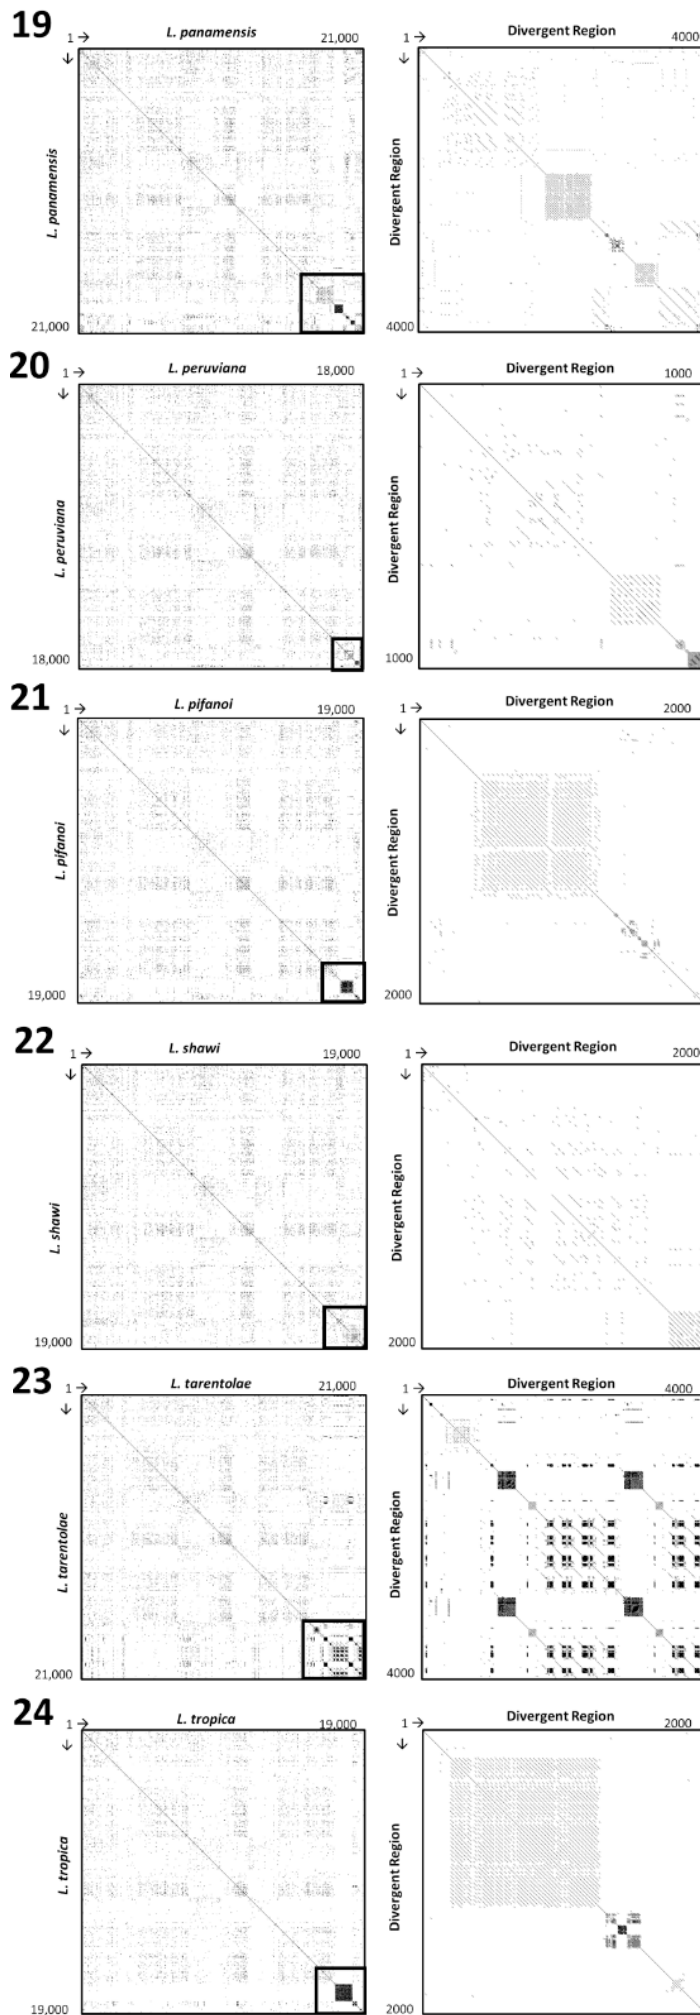 19
L. panamensis
Divergent Region
1→ 21,000
1→ 4000
↓
↓
L. panamensis
Divergent Region
21,000
4000
20
L. peruviana
Divergent Region
1→ 18,000
1→ 1000
↓
↓
L. peruviana
Divergent Region
18,000
1000
21
L. pifanoi
Divergent Region
1→ 19,000
1→ 2000
↓
↓
L. pifanoi
Divergent Region
19,000
2000
22
L. shawi
Divergent Region
1→ 19,000
1→ 2000
↓
↓
L. shawi
Divergent Region
19,000
2000
23
L. tarentolae
Divergent Region
1→ 21,000
1→ 4000
↓
↓
L. tarentolae
Divergent Region
21,000
4000
24
L. tropica
Divergent Region
1→ 19,000
1→ 2000
↓
↓
L. tropica
Divergent Region
19,000
2000